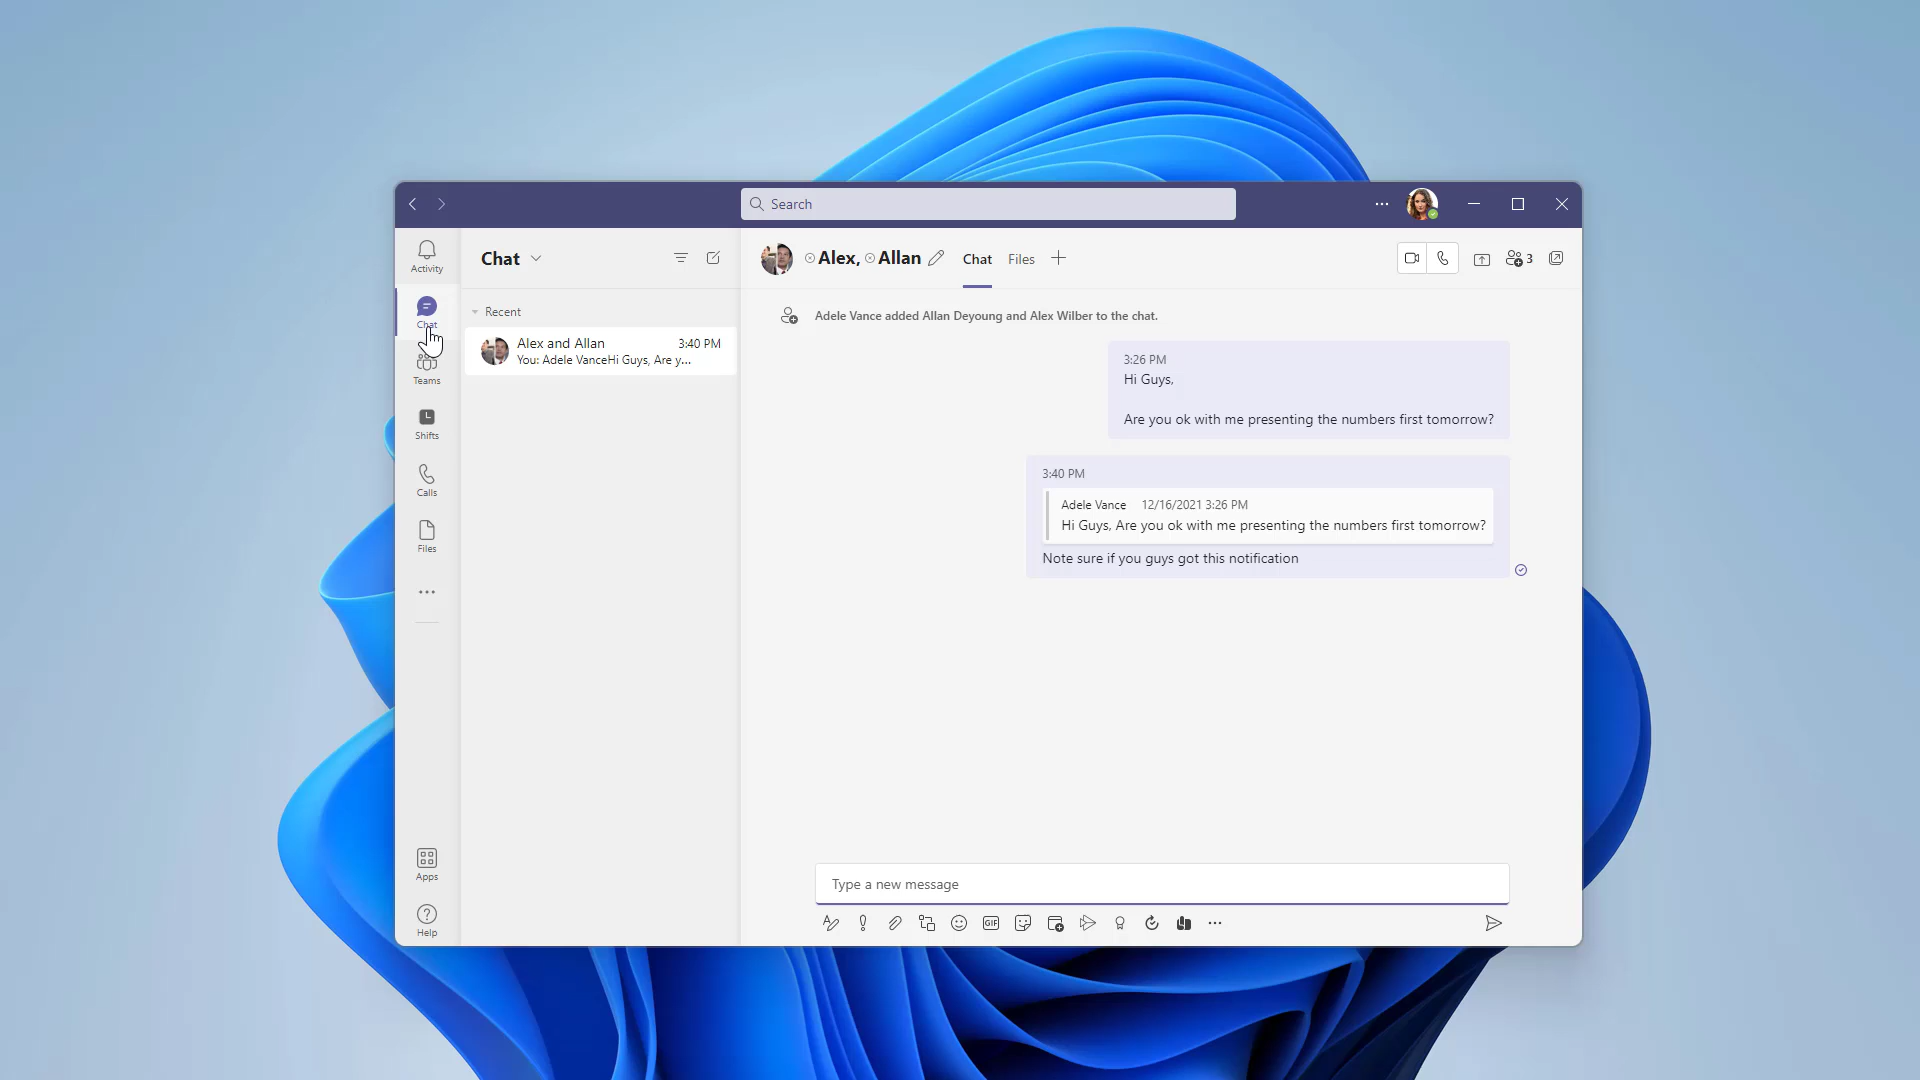 Search
Activity
Chat
Teams
Shifts
Calls
Files
Apps
Help
Chat
Recent
Alex and Allan 3:40 PM
You: Adele VanceHi Guys, Are y...
Alex, Allan
Chat Files
3
Adele Vance added Allan Deyoung and Alex Wilber to the chat.
3:26 PM
Hi Guys,
Are you ok with me presenting the numbers first tomorrow?
3:40 PM
Adele Vance 12/16/2021 3:26 PM
Hi Guys, Are you ok with me presenting the numbers first tomorrow?
Note sure if you guys got this notification
Type a new message
GIF